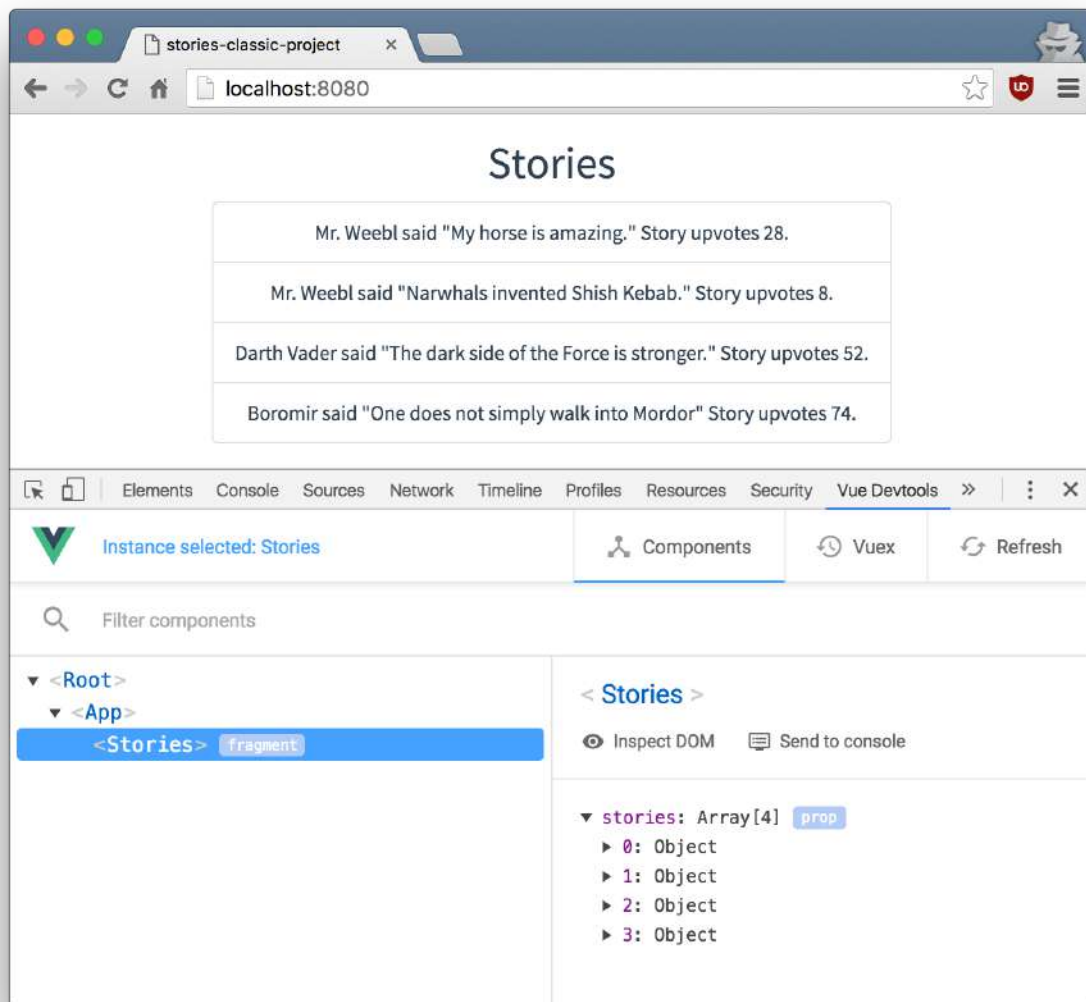 stories-classic-project
localhost:8080
Stories
Mr. Weebl said "My horse is amazing." Story upvotes 28.
Mr. Weebl said "Narwhals invented Shish Kebab." Story upvotes 8.
Darth Vader said "The dark side of the Force is stronger." Story upvotes 52.
Boromir said "One does not simply walk into Mordor" Story upvotes 74.
Elements Console Sources Network Timeline Profiles Resources Security Vue Devtools »
Instance selected: Stories Components Vuex Refresh
Filter components
<Root>
<App>
<Stories> fragment
< Stories >
Inspect DOM Send to console
stories: Array[4] prop
0: Object
1: Object
2: Object
3: Object